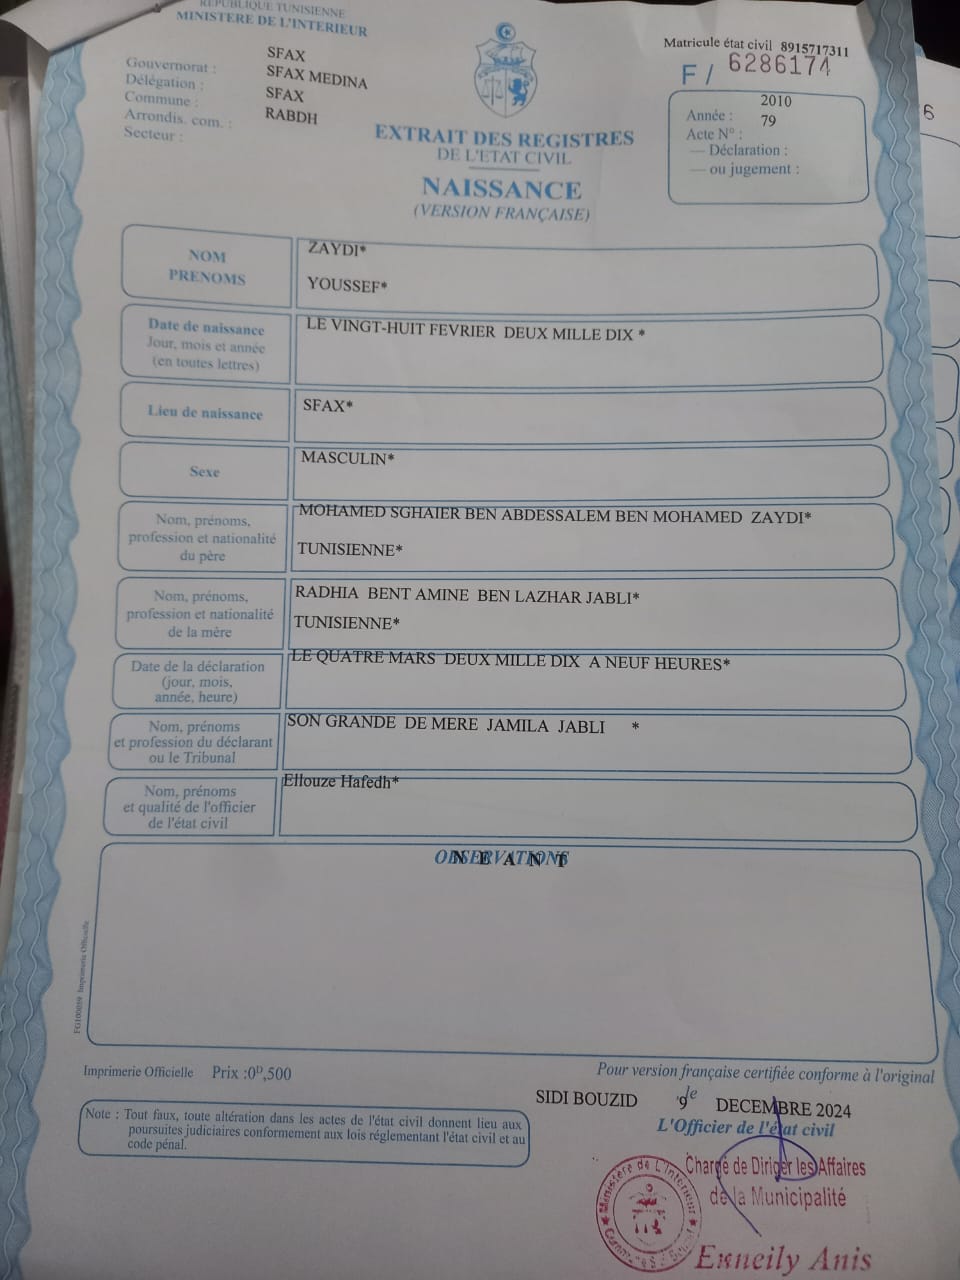 REPUBLIQUE TUNISIENNE
MINISTERE DE L'INTERIEUR
Gouvernorat : SFAX
Délégation : SFAX MEDINA
Commune : SFAX
Arrondis. com. : RABDH
Secteur :
Matricule état civil 8915717311
F / 6286174
2010
Année : 79
Acte N° :
— Déclaration :
— ou jugement :
EXTRAIT DES REGISTRES
DE L'ETAT CIVIL
NAISSANCE
(VERSION FRANÇAISE)
NOM
PRENOMS
ZAYDI*
YOUSSEF*
Date de naissance
Jour, mois et année
(en toutes lettres)
LE VINGT-HUIT FEVRIER DEUX MILLE DIX *
Lieu de naissance
SFAX*
Sexe
MASCULIN*
Nom, prénoms,
profession et nationalité
du père
MOHAMED SGHAIER BEN ABDESSALEM BEN MOHAMED ZAYDI*
TUNISIENNE*
Nom, prénoms,
profession et nationalité
de la mère
RADHIA BENT AMINE BEN LAZHAR JABLI*
TUNISIENNE*
Date de la déclaration
(jour, mois,
année, heure)
LE QUATRE MARS DEUX MILLE DIX A NEUF HEURES*
Nom, prénoms
et profession du déclarant
ou le Tribunal
SON GRANDE DE MERE JAMILA JABLI *
Nom, prénoms
et qualité de l'officier
de l'état civil
Ellouze Hafedh*
OBSERVATIONS
N E A N T
FG100059 Imprimerie Officielle
Imprimerie Officielle Prix :0ᴰ,500
Pour version française certifiée conforme à l'original
SIDI BOUZID le 9 DECEMBRE 2024
L'Officier de l'état civil
Note : Tout faux, toute altération dans les actes de l'état civil donnent lieu aux
poursuites judiciaires conformement aux lois réglementant l'état civil et au
code pénal.
Chargé de Diriger les Affaires
de la Municipalité
Ministère de L'Interieur
Anis
6